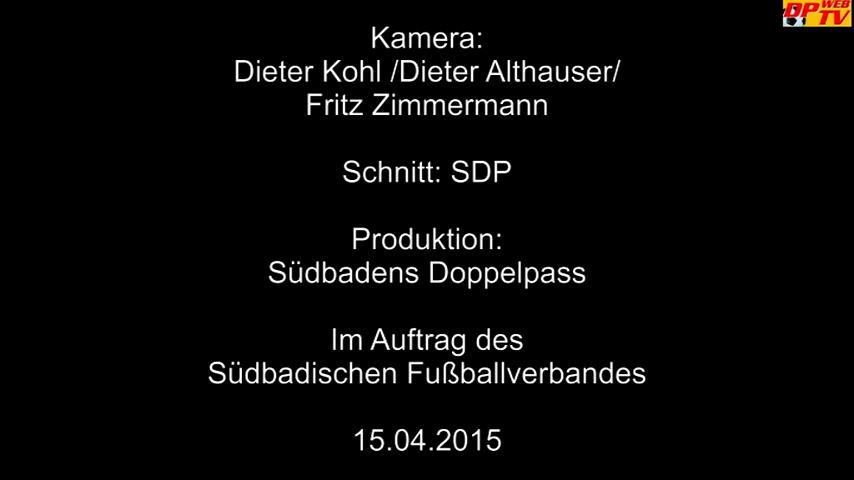 DP WEB
TV
Kamera:
Dieter Kohl /Dieter Althauser/
Fritz Zimmermann
Schnitt: SDP
Produktion:
Südbadens Doppelpass
Im Auftrag des
Südbadischen Fußballverbandes
15.04.2015